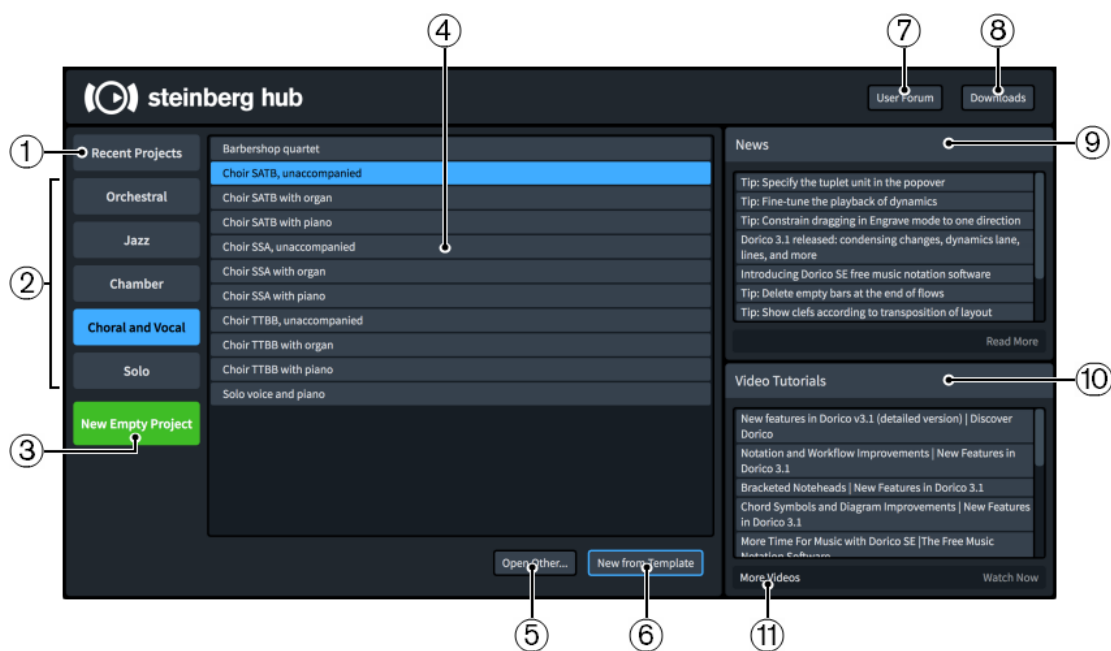 ④
⑦
⑧
steinberg hub
User Forum
Downloads
①
Recent Projects
②
Orchestral
Jazz
Chamber
Choral and Vocal
Solo
New Empty Project
③
Barbershop quartet
Choir SATB, unaccompanied
Choir SATB with organ
Choir SATB with piano
Choir SSA, unaccompanied
Choir SSA with organ
Choir SSA with piano
Choir TTBB, unaccompanied
Choir TTBB with organ
Choir TTBB with piano
Solo voice and piano
Open Other...
New from Template
⑤
⑥
News
⑨
Tip: Specify the tuplet unit in the popover
Tip: Fine-tune the playback of dynamics
Tip: Constrain dragging in Engrave mode to one direction
Dorico 3.1 released: condensing changes, dynamics lane,
lines, and more
Introducing Dorico SE free music notation software
Tip: Delete empty bars at the end of flows
Tip: Show clefs according to transposition of layout
Read More
Video Tutorials
⑩
New features in Dorico v3.1 (detailed version) | Discover
Dorico
Notation and Workflow Improvements | New Features in
Dorico 3.1
Bracketed Noteheads | New Features in Dorico 3.1
Chord Symbols and Diagram Improvements | New Features
in Dorico 3.1
More Time For Music with Dorico SE |The Free Music
Notation Software
More Videos
Watch Now
⑪